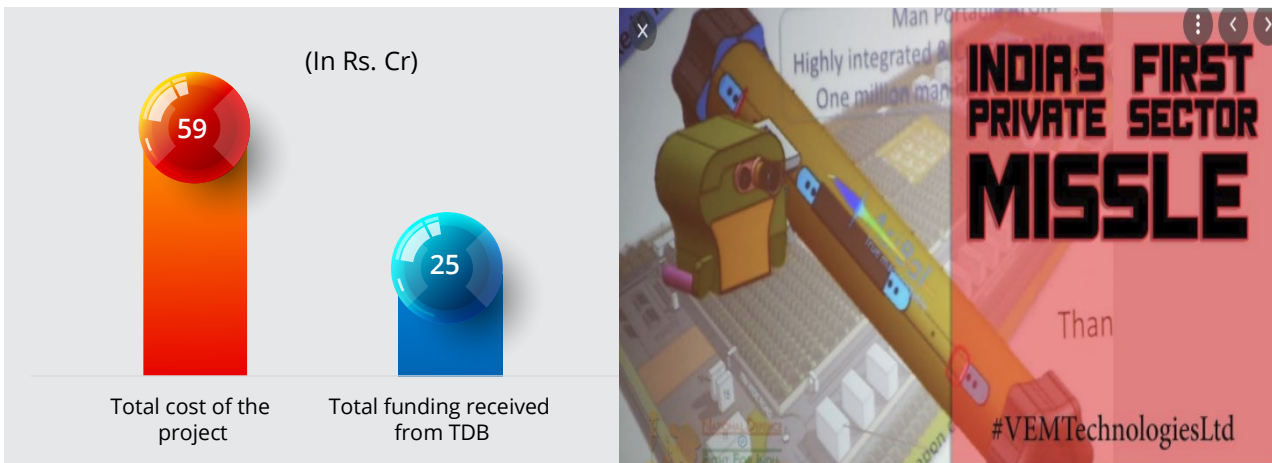 (In Rs. Cr)
59
25
Total cost of the
project
Total funding received
from TDB
Man Portable
Highly integrated &
One million man
INDIA'S FIRST
PRIVATE SECTOR
MISSLE
Than
#VEMTechnologiesLtd